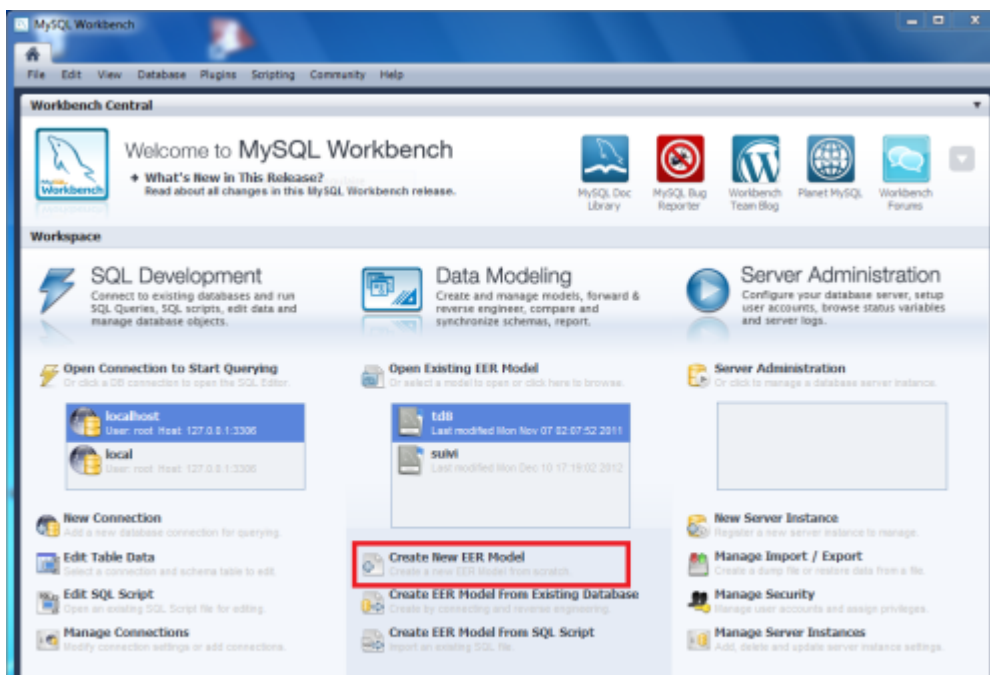 MySQL Workbench
File Edit View Database Plugins Scripting Community Help
Workbench Central
Welcome to MySQL Workbench
What's New in This Release?
Read about all changes in this MySQL Workbench release.
MySQL
Workbench
MySQL Doc
Library
MySQL Bug
Reporter
Workbench
Team Blog
Planet MySQL
Workbench
Forums
Workspace
SQL Development
Connect to existing databases and run
SQL Queries, SQL scripts, edit data and
manage database objects.
Data Modeling
Create and manage models, forward &
reverse engineer, compare and
synchronize schemas, report.
Server Administration
Configure your database server, setup
user accounts, browse status variables
and server logs.
Open Connection to Start Querying
Or click a DB connection to open the SQL Editor.
localhost
User: root Host: 127.0.0.1:3306
local
User: root Host: 127.0.0.1:3306
New Connection
Add a new database connection for querying.
Edit Table Data
Select a connection and schema table to edit.
Edit SQL Script
Open an existing SQL Script file for editing.
Manage Connections
Modify connection settings or add connections.
Open Existing EER Model
Or select a model to open or click here to browse.
td8
Last modified Mon Nov 07 02:07:52 2011
suivi
Last modified Mon Dec 10 17:19:02 2012
Create New EER Model
Create a new EER Model from scratch.
Create EER Model From Existing Database
Create by connecting and reverse engineering.
Create EER Model From SQL Script
Import an existing SQL file.
Server Administration
Or click to manage a database server instance.
New Server Instance
Register a new server instance to manage.
Manage Import / Export
Create a dump file or restore data from a file.
Manage Security
Manage user accounts and assign privileges.
Manage Server Instances
Add, delete and update server instance settings.